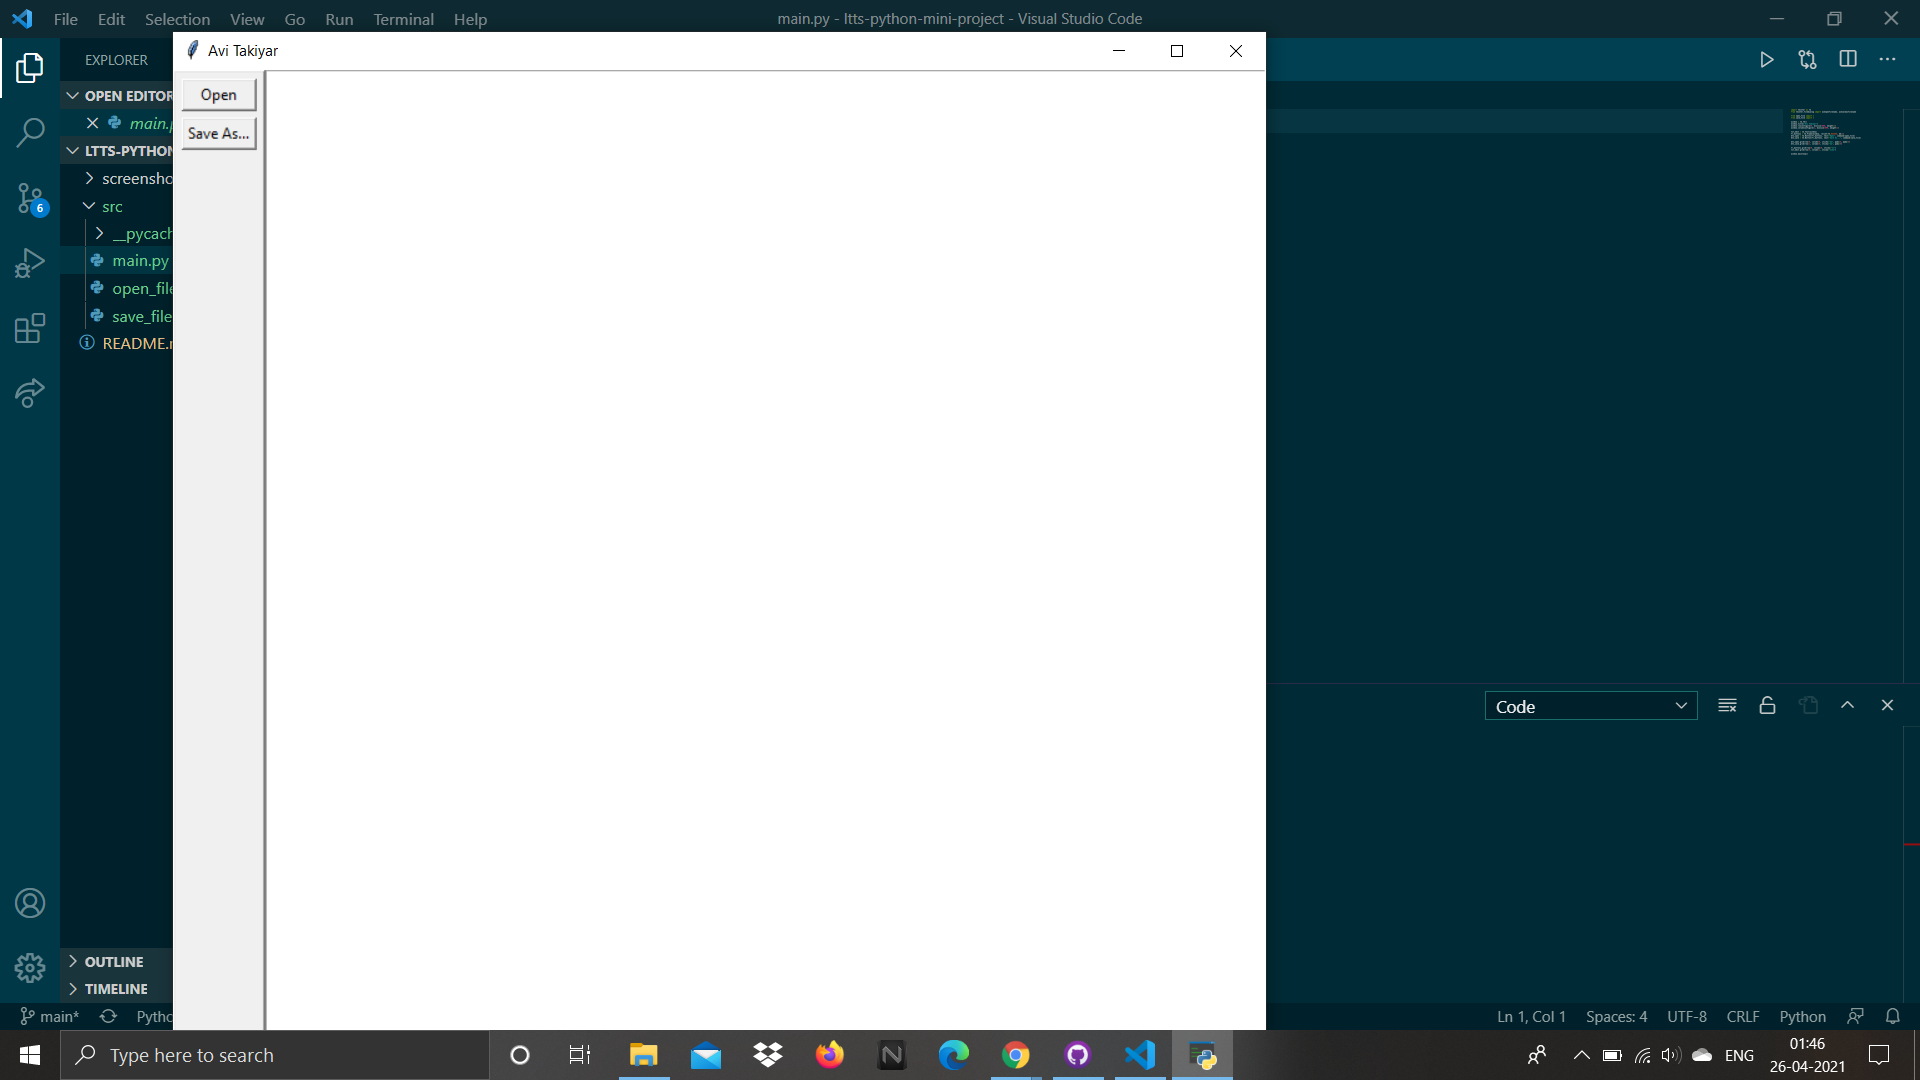 File Edit Selection View Go Run Terminal Help
main.py - ltts-python-mini-project - Visual Studio Code
Avi Takiyar
Open
Save As...
EXPLORER
OPEN EDITOR
main.p
LTTS-PYTHON
screensho
src
__pycach
main.py
open_file
save_file
README.
6
OUTLINE
TIMELINE
Code
main*
Pytho
Ln 1, Col 1
Spaces: 4
UTF-8
CRLF
Python
Type here to search
ENG
01:46
26-04-2021